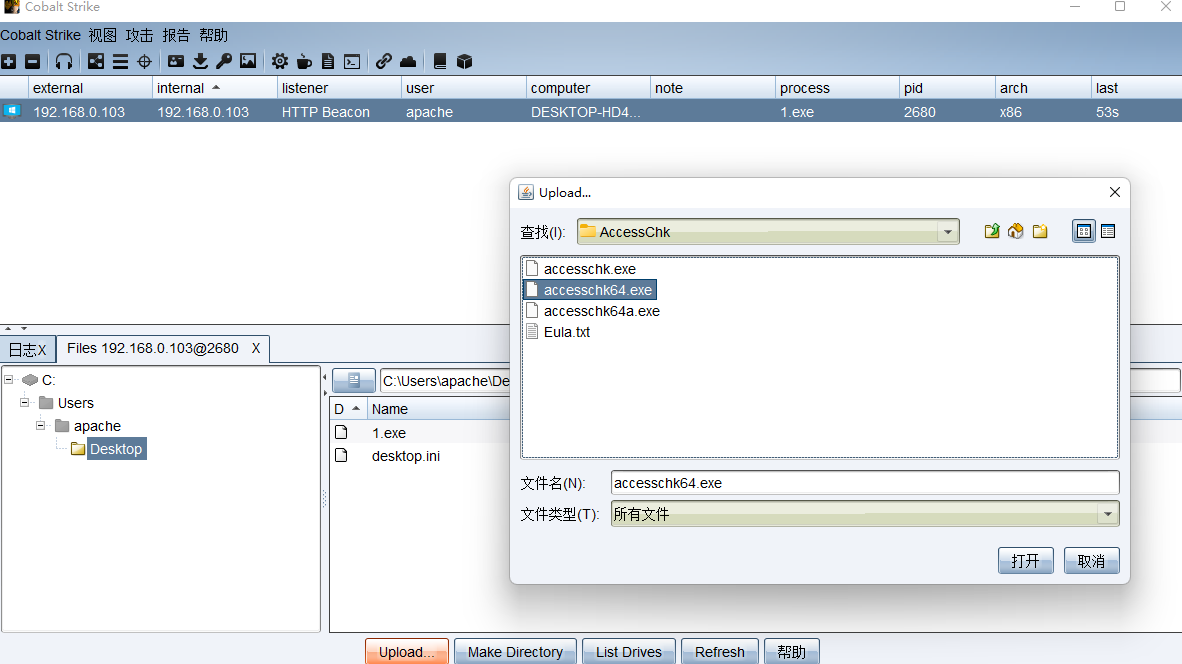 Cobalt Strike
Cobalt Strike 视图 攻击 报告 帮助
external internal listener user computer note process pid arch last
192.168.0.103 192.168.0.103 HTTP Beacon apache DESKTOP-HD4... 1.exe 2680 x86 53s
Upload...
查找(I): AccessChk
accesschk.exe
accesschk64.exe
accesschk64a.exe
Eula.txt
文件名(N): accesschk64.exe
文件类型(T): 所有文件
打开 取消
日志X Files 192.168.0.103@2680 X
C:
Users
apache
Desktop
C:\Users\apache\De
D Name
1.exe
desktop.ini
Upload... Make Directory List Drives Refresh 帮助